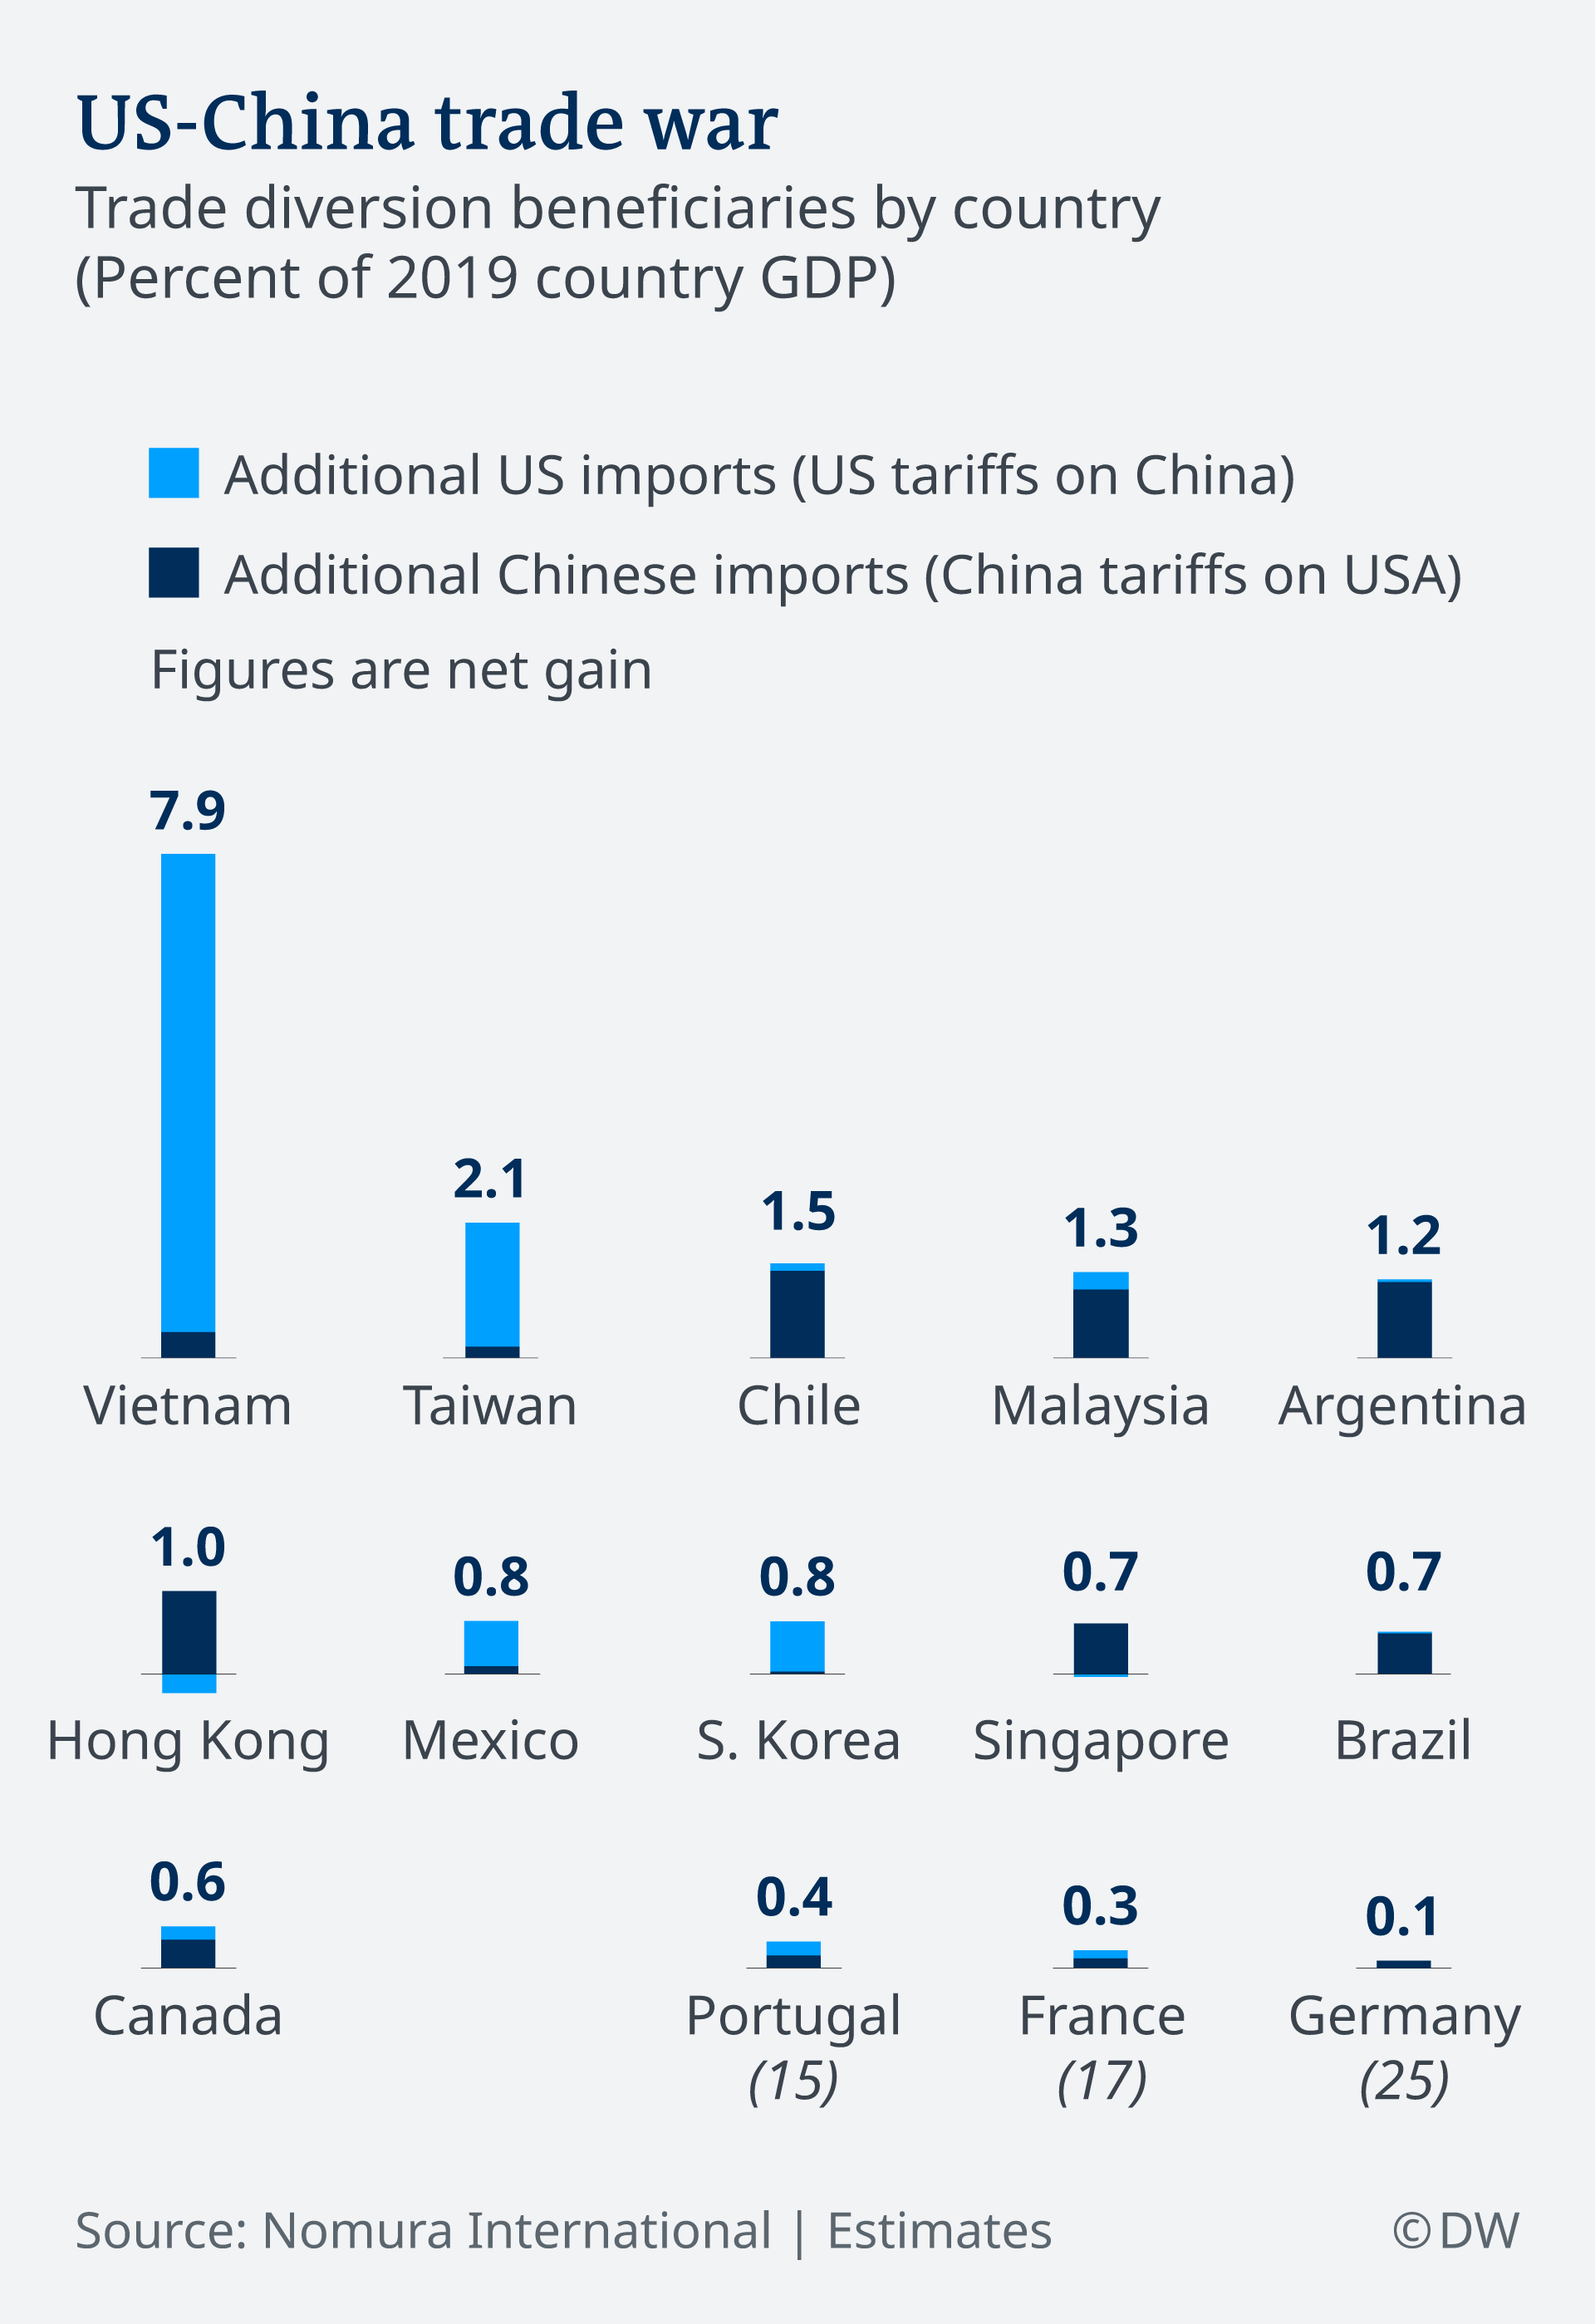 US-China trade war
Trade diversion beneficiaries by country
(Percent of 2019 country GDP)
Additional US imports (US tariffs on China)
Additional Chinese imports (China tariffs on USA)
Figures are net gain
7.9
2.1
1.5
1.3
1.2
Vietnam
Taiwan
Chile
Malaysia
Argentina
1.0
0.8
0.8
0.7
0.7
Hong Kong
Mexico
S. Korea
Singapore
Brazil
0.6
0.4
0.3
0.1
Canada
Portugal
(15)
France
(17)
Germany
(25)
Source: Nomura International | Estimates
© DW